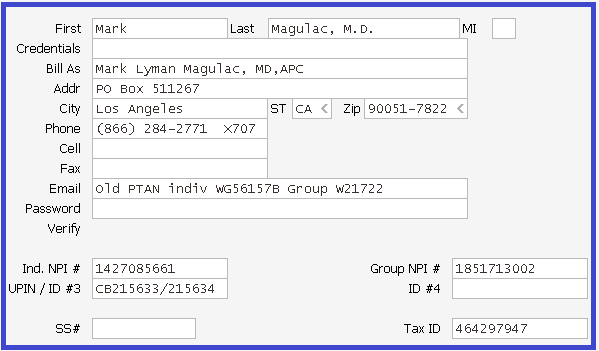 First Mark Last Magulac, M.D. MI
Credentials
Bill As Mark Lyman Magulac, MD,APC
Addr PO Box 511267
City Los Angeles ST CA < Zip 90051-7822 <
Phone (866) 284-2771 X707
Cell
Fax
Email Old PTAN indiv WG56157B Group W21722
Password
Verify
Ind. NPI # 1427085661 Group NPI # 1851713002
UPIN / ID #3 CB215633/215634 ID #4
SS# Tax ID 464297947